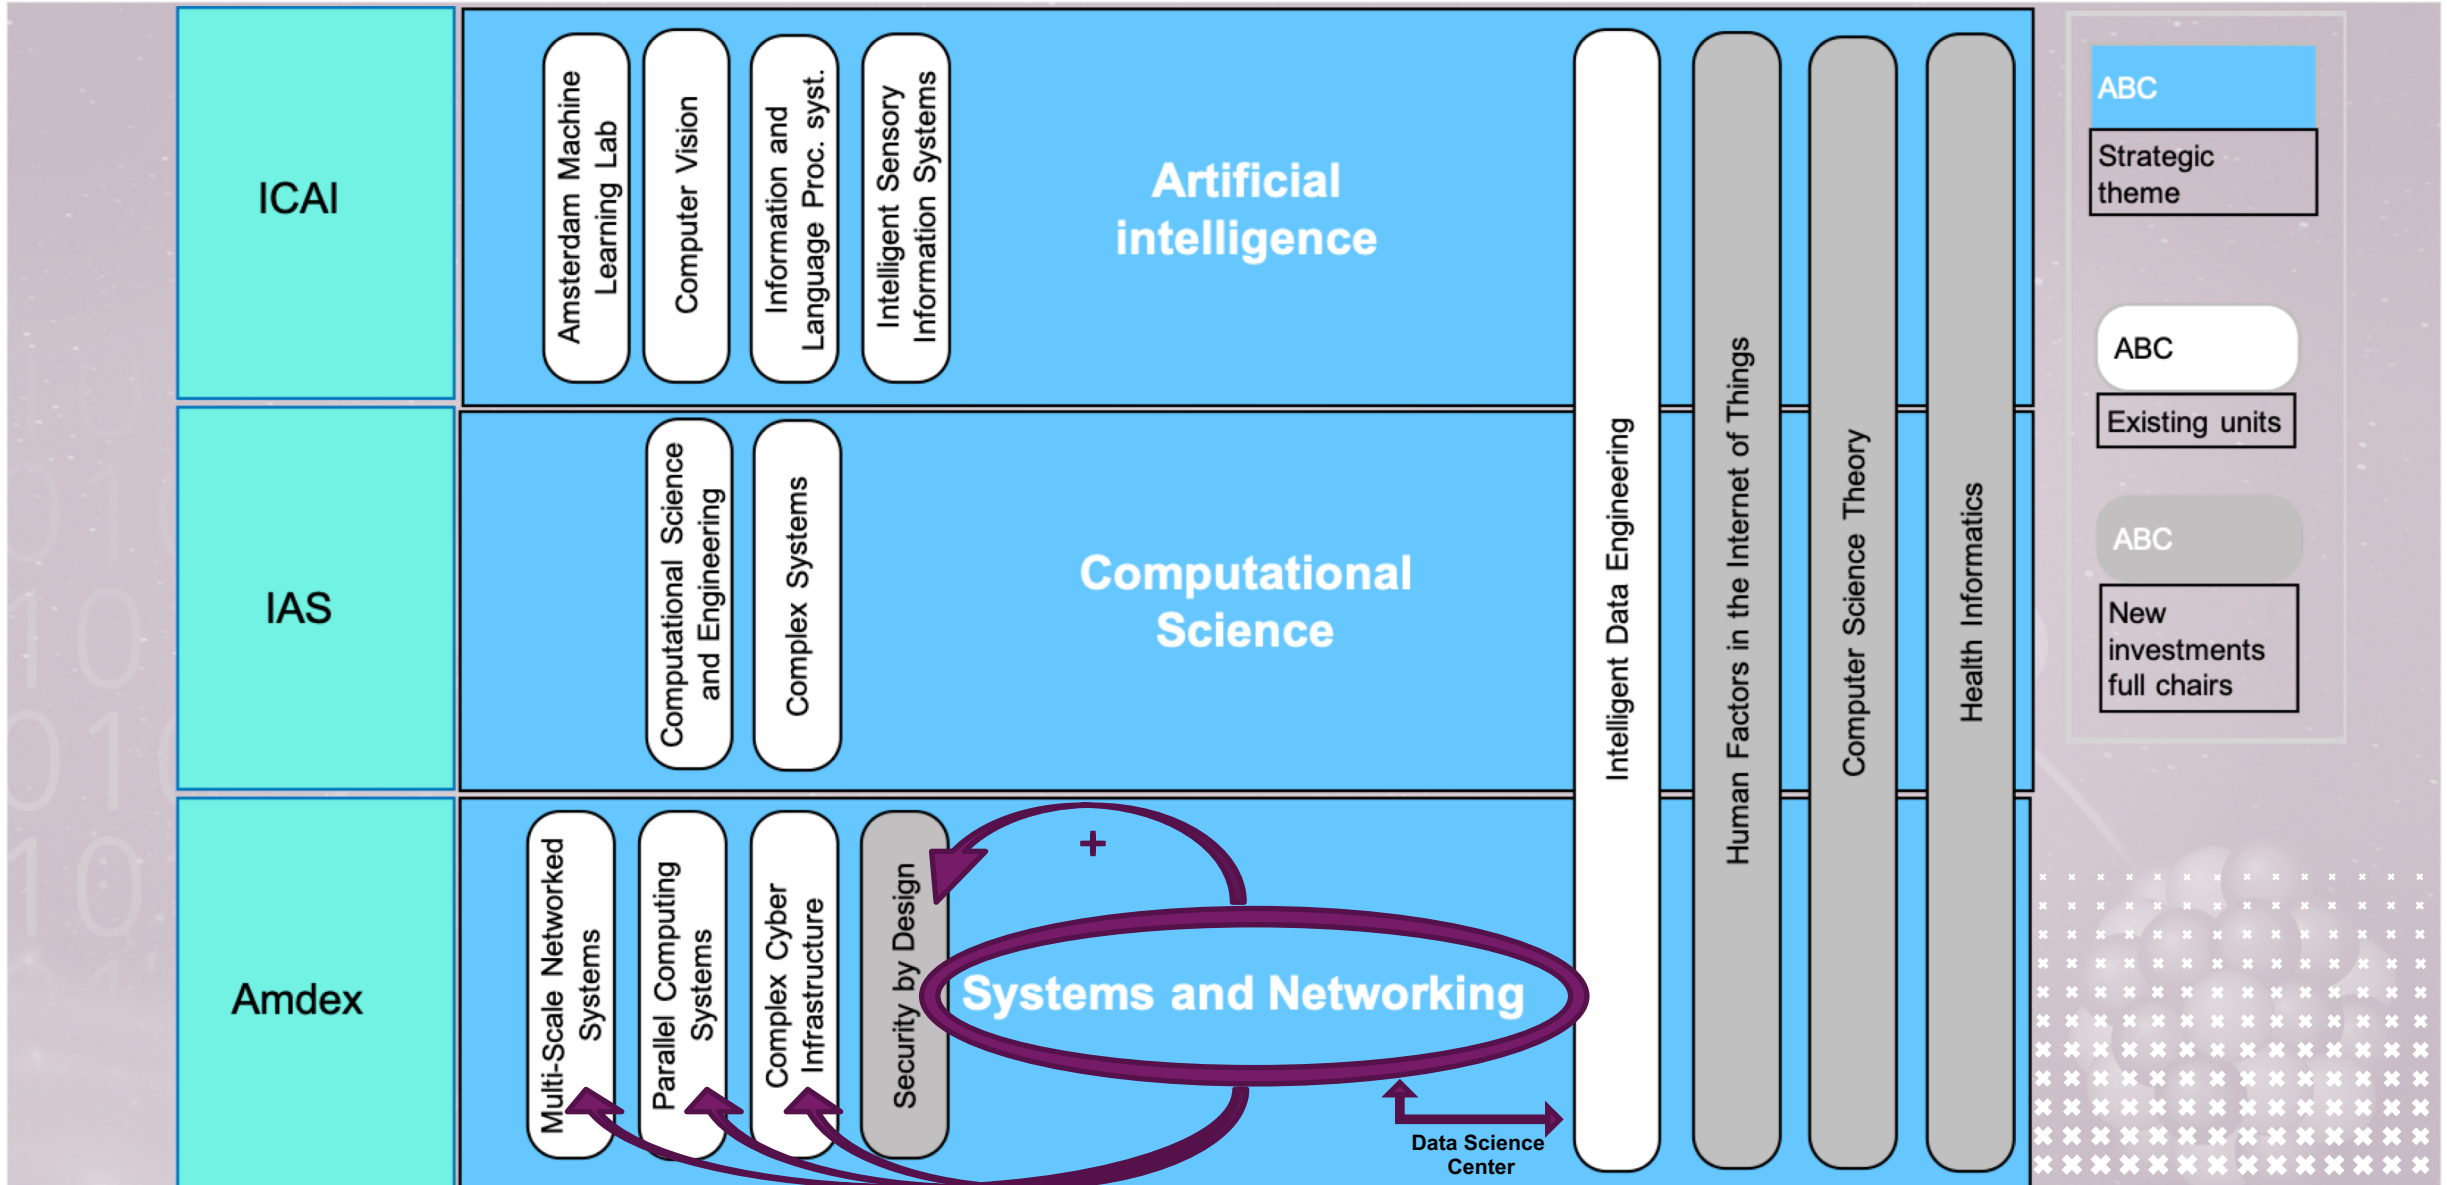 ICAI
Amsterdam Machine
Learning Lab
Computer Vision
Information and
Language Proc. syst.
Intelligent Sensory
Information Systems
Artificial
intelligence
IAS
Computational Science
and Engineering
Complex Systems
Computational
Science
Amdex
Multi-Scale Networked
Systems
Parallel Computing
Systems
Complex Cyber
Infrastructure
Security by Design
+
Systems and Networking
Data Science
Center
Intelligent Data Engineering
Human Factors in the Internet of Things
Computer Science Theory
Health Informatics
ABC
Strategic
theme
ABC
Existing units
ABC
New
investments
full chairs